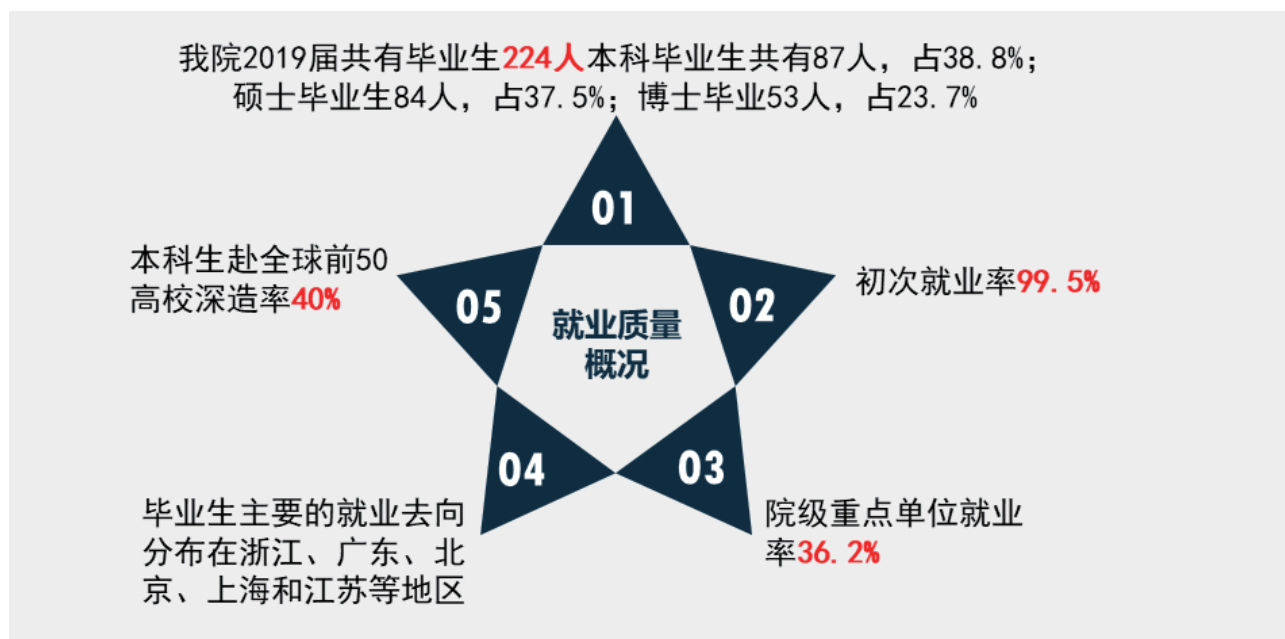 我院2019届共有毕业生224人本科毕业生共有87人，占38.8%；
硕士毕业生84人，占37.5%；博士毕业53人，占23.7%
01
初次就业率99.5%
02
院级重点单位就业
率36.2%
03
毕业生主要的就业去向
分布在浙江、广东、北
京、上海和江苏等地区
04
本科生赴全球前50
高校深造率40%
05
就业质量
概况